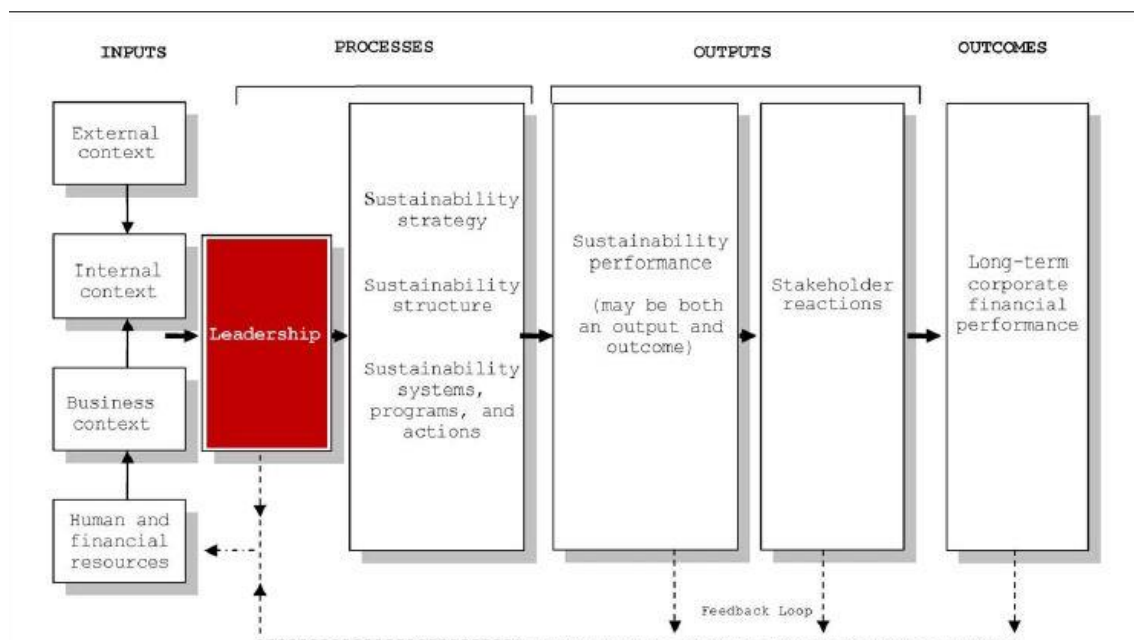 INPUTS
PROCESSES
OUTPUTS
OUTCOMES
External
context
Internal
context
Business
context
Human and
financial
resources
Leadership
Sustainability
strategy
Sustainability
structure
Sustainability
systems,
programs, and
actions
Sustainability
performance
(may be both
an output and
outcome)
Stakeholder
reactions
Long-term
corporate
financial
performance
Feedback Loop